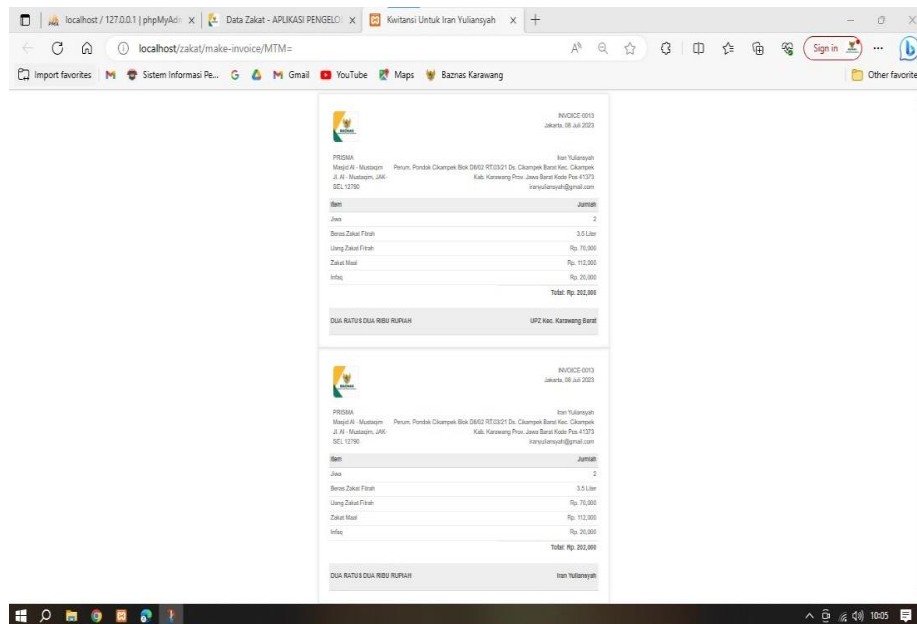 localhost / 127.0.0.1 | phpMyAdn
Data Zakat - APLIKASI PENGELO
Kwitansi Untuk Iran Yuliansyah
localhost/zakat/make-invoice/MTM=
Sign in
Import favorites
Sistem Informasi Pe...
Gmail
YouTube
Maps
Baznas Karawang
Other favorite
BAZNAS
INVOICE-0013
Jakarta, 08 Juli 2023
PRISMA
Masjid Al - Mustaqim
Jl. Al - Mustaqim, JAK-
SEL 12790
Iran Yuliansyah
Perum. Pondok Cikampek Blok D8/02 RT.03/21 Ds. Cikampek Barat Kec. Cikampek
Kab. Karawang Prov. Jawa Barat Kode Pos 41373
iranyuliansyah@gmail.com
Item Jumlah
Jiwa 2
Beras Zakat Fitrah 3.5 Liter
Uang Zakat Fitrah Rp. 70,000
Zakat Maal Rp. 112,000
Infaq Rp. 20,000
Total: Rp. 202,000
DUA RATUS DUA RIBU RUPIAH UPZ Kec. Karawang Barat
BAZNAS
INVOICE-0013
Jakarta, 08 Juli 2023
PRISMA
Masjid Al - Mustaqim
Jl. Al - Mustaqim, JAK-
SEL 12790
Iran Yuliansyah
Perum. Pondok Cikampek Blok D8/02 RT.03/21 Ds. Cikampek Barat Kec. Cikampek
Kab. Karawang Prov. Jawa Barat Kode Pos 41373
iranyuliansyah@gmail.com
Item Jumlah
Jiwa 2
Beras Zakat Fitrah 3.5 Liter
Uang Zakat Fitrah Rp. 70,000
Zakat Maal Rp. 112,000
Infaq Rp. 20,000
Total: Rp. 202,000
DUA RATUS DUA RIBU RUPIAH Iran Yuliansyah
10:05